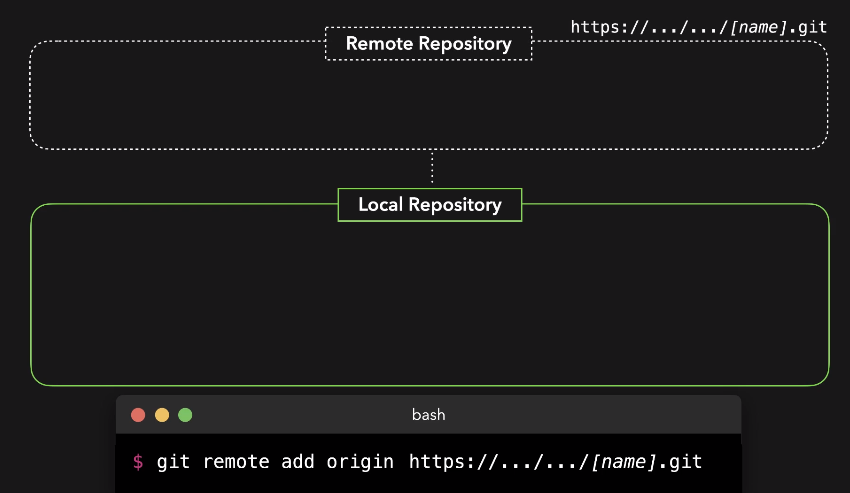 https://.../.../[name].git
Remote Repository
Local Repository
bash
$ git remote add origin https://.../.../[name].git